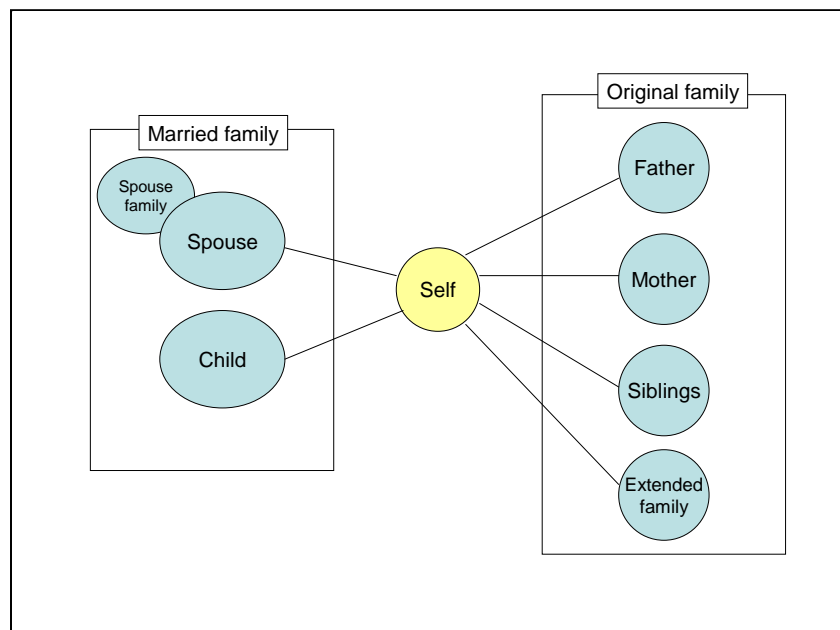 Married family
Spouse
family
Spouse
Child
Self
Original family
Father
Mother
Siblings
Extended
family